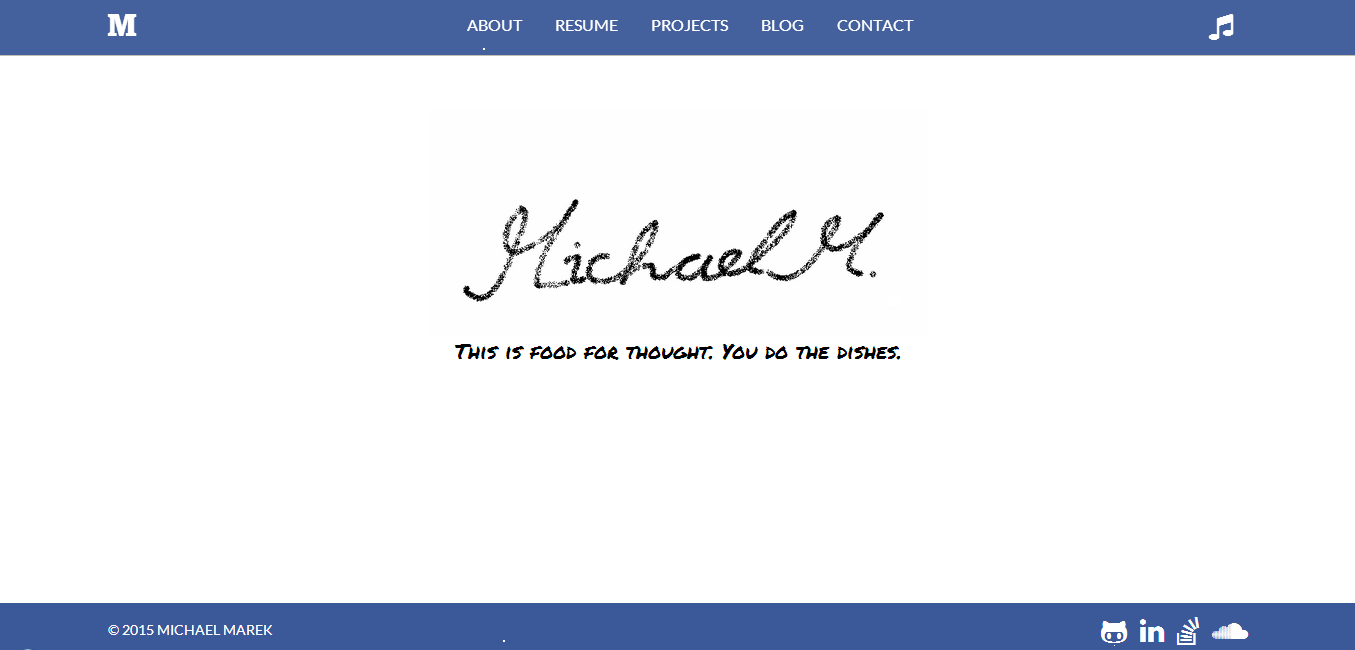 M
ABOUT RESUME PROJECTS BLOG CONTACT
Michael M.
This is food for thought. You do the dishes.
© 2015 MICHAEL MAREK
in